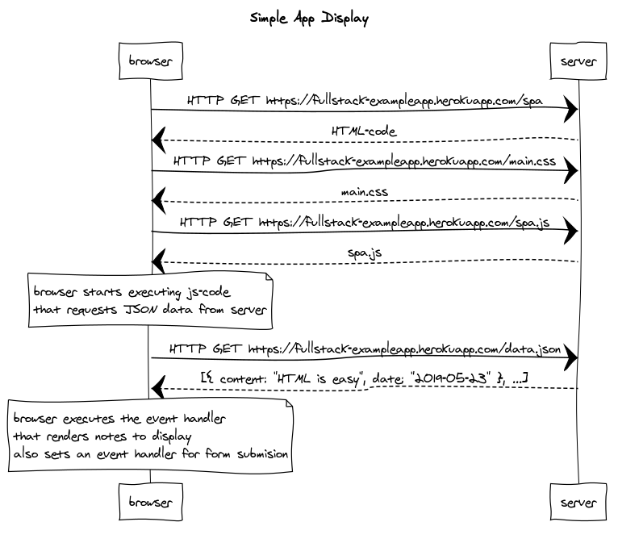 Simple App Display
browser
server
HTTP GET https://fullstack-exampleapp.herokuapp.com/spa
HTML-code
HTTP GET https://fullstack-exampleapp.herokuapp.com/main.css
main.css
HTTP GET https://fullstack-exampleapp.herokuapp.com/spa.js
spa.js
browser starts executing js-code
that requests JSON data from server
HTTP GET https://fullstack-exampleapp.herokuapp.com/data.json
[{ content: "HTML is easy", date: "2019-05-23" }, ...]
browser executes the event handler
that renders notes to display
also sets an event handler for form submision
browser
server